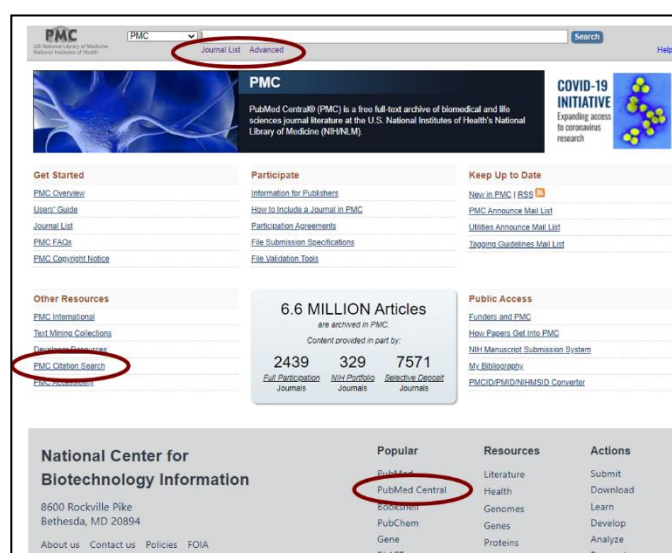 PMC
US National Library of Medicine
National Institutes of Health
PMC
Search
Journal List Advanced
Help
PMC
PubMed Central® (PMC) is a free full-text archive of biomedical and life
sciences journal literature at the U.S. National Institutes of Health's National
Library of Medicine (NIH/NLM).
COVID-19
INITIATIVE
Expanding access
to coronavirus
research
Get Started
PMC Overview
Users' Guide
Journal List
PMC FAQs
PMC Copyright Notice
Participate
Information for Publishers
How to Include a Journal in PMC
Participation Agreements
File Submission Specifications
File Validation Tools
Keep Up to Date
New in PMC | RSS
PMC Announce Mail List
Utilities Announce Mail List
Tagging Guidelines Mail List
Other Resources
PMC International
Text Mining Collections
Developer Resources
PMC Citation Search
PMC Accessibility
6.6 MILLION Articles
are archived in PMC.
Content provided in part by:
2439 329 7571
Full Participation NIH Portfolio Selective Deposit
Journals Journals Journals
Public Access
Funders and PMC
How Papers Get Into PMC
NIH Manuscript Submission System
My Bibliography
PMCID/PMID/NIHMSID Converter
National Center for
Biotechnology Information
8600 Rockville Pike
Bethesda, MD 20894
About us Contact us Policies FOIA
Popular
PubMed
PubMed Central
Bookshelf
PubChem
Gene
Resources
Literature
Health
Genomes
Genes
Proteins
Actions
Submit
Download
Learn
Develop
Analyze